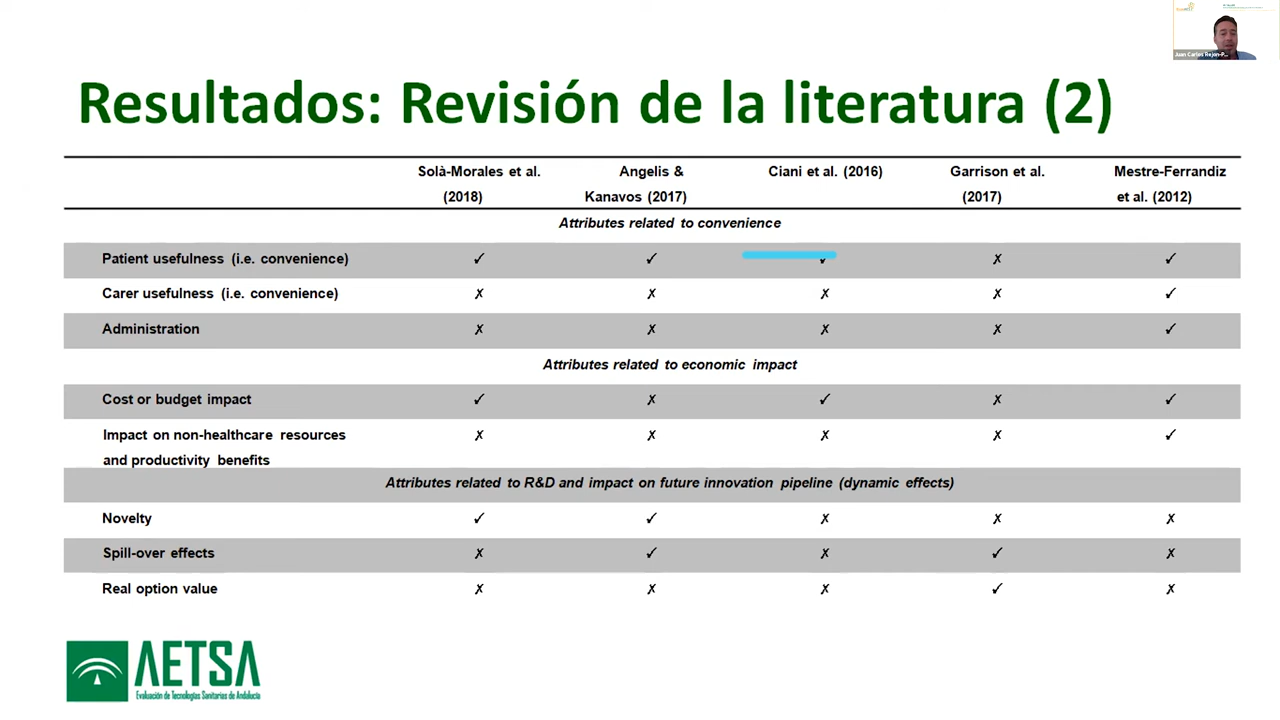 Juan Carlos Rejon-P...
Resultados: Revisión de la literatura (2)
Solà-Morales et al. (2018) Angelis & Kanavos (2017) Ciani et al. (2016) Garrison et al. (2017) Mestre-Ferrandiz et al. (2012)
Attributes related to convenience
Patient usefulness (i.e. convenience) ✓ ✓ ✓ ✗ ✓
Carer usefulness (i.e. convenience) ✗ ✗ ✗ ✗ ✓
Administration ✗ ✗ ✗ ✗ ✓
Attributes related to economic impact
Cost or budget impact ✓ ✗ ✓ ✗ ✓
Impact on non-healthcare resources ✗ ✗ ✗ ✗ ✓
and productivity benefits
Attributes related to R&D and impact on future innovation pipeline (dynamic effects)
Novelty ✓ ✓ ✗ ✗ ✗
Spill-over effects ✗ ✓ ✗ ✓ ✗
Real option value ✗ ✗ ✗ ✓ ✗
AETSA
Evaluación de Tecnologías Sanitarias de Andalucía